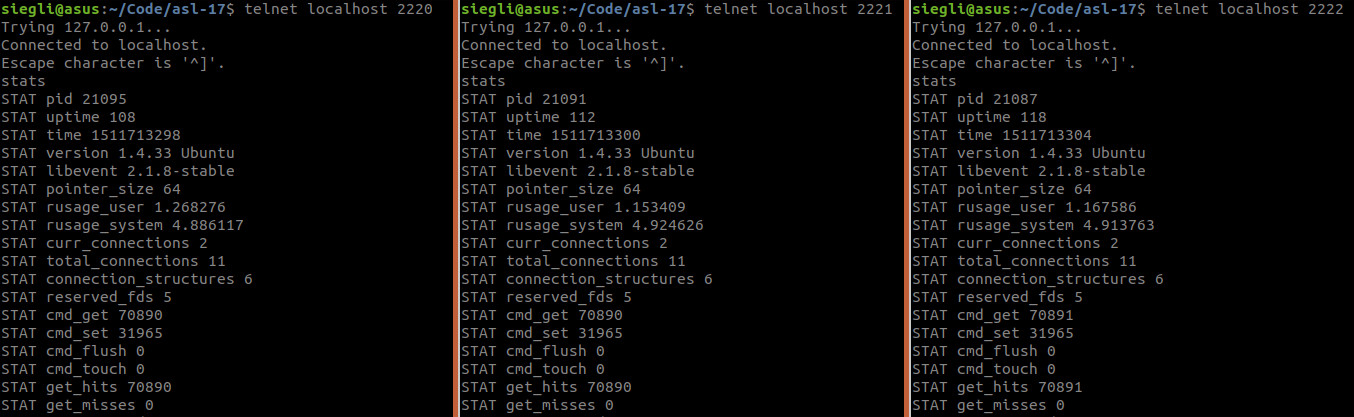 siegli@asus:~/Code/asl-17$ telnet localhost 2220
Trying 127.0.0.1...
Connected to localhost.
Escape character is '^]'.
stats
STAT pid 21095
STAT uptime 108
STAT time 1511713298
STAT version 1.4.33 Ubuntu
STAT libevent 2.1.8-stable
STAT pointer_size 64
STAT rusage_user 1.268276
STAT rusage_system 4.886117
STAT curr_connections 2
STAT total_connections 11
STAT connection_structures 6
STAT reserved_fds 5
STAT cmd_get 70890
STAT cmd_set 31965
STAT cmd_flush 0
STAT cmd_touch 0
STAT get_hits 70890
STAT get_misses 0
siegli@asus:~/Code/asl-17$ telnet localhost 2221
Trying 127.0.0.1...
Connected to localhost.
Escape character is '^]'.
stats
STAT pid 21091
STAT uptime 112
STAT time 1511713300
STAT version 1.4.33 Ubuntu
STAT libevent 2.1.8-stable
STAT pointer_size 64
STAT rusage_user 1.153409
STAT rusage_system 4.924626
STAT curr_connections 2
STAT total_connections 11
STAT connection_structures 6
STAT reserved_fds 5
STAT cmd_get 70890
STAT cmd_set 31965
STAT cmd_flush 0
STAT cmd_touch 0
STAT get_hits 70890
STAT get_misses 0
siegli@asus:~/Code/asl-17$ telnet localhost 2222
Trying 127.0.0.1...
Connected to localhost.
Escape character is '^]'.
stats
STAT pid 21087
STAT uptime 118
STAT time 1511713304
STAT version 1.4.33 Ubuntu
STAT libevent 2.1.8-stable
STAT pointer_size 64
STAT rusage_user 1.167586
STAT rusage_system 4.913763
STAT curr_connections 2
STAT total_connections 11
STAT connection_structures 6
STAT reserved_fds 5
STAT cmd_get 70891
STAT cmd_set 31965
STAT cmd_flush 0
STAT cmd_touch 0
STAT get_hits 70891
STAT get_misses 0